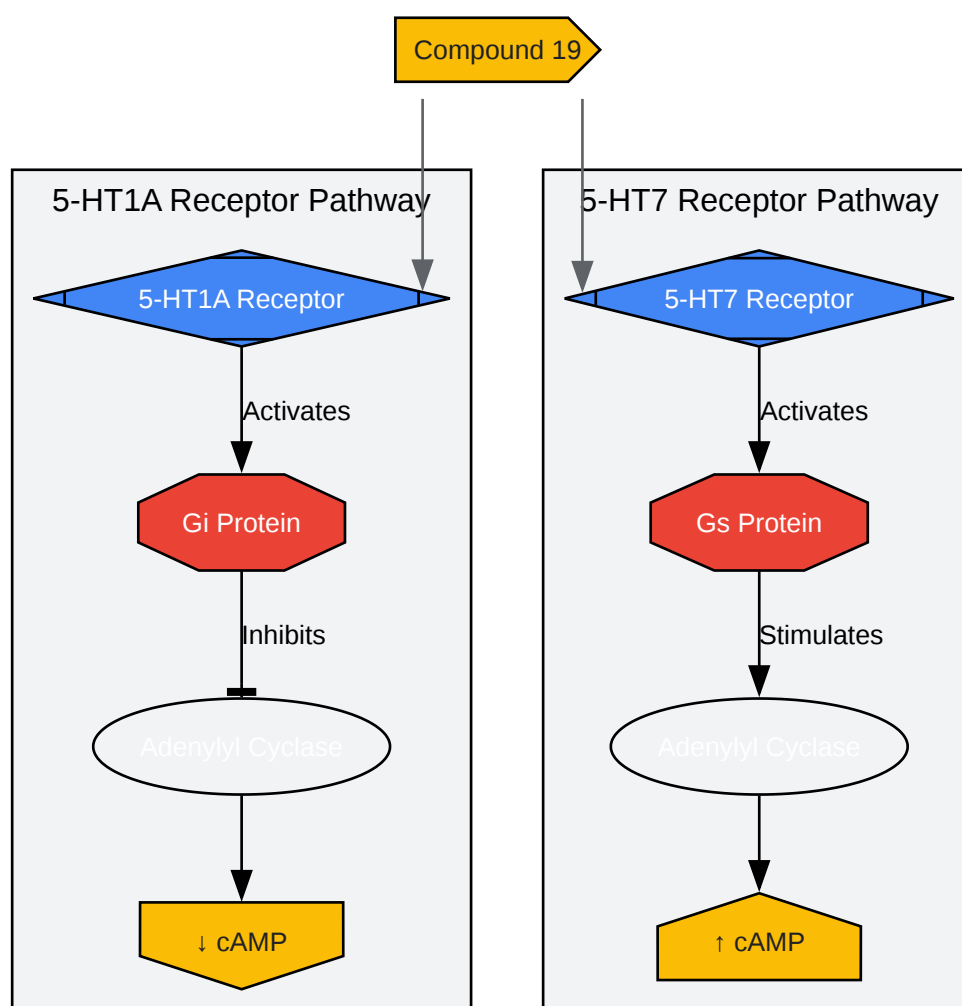 Compound 19
5-HT1A Receptor Pathway
5-HT1A Receptor
Activates
Gi Protein
Inhibits
Adenylyl Cyclase
↓ cAMP
5-HT7 Receptor Pathway
5-HT7 Receptor
Activates
Gs Protein
Stimulates
Adenylyl Cyclase
↑ cAMP